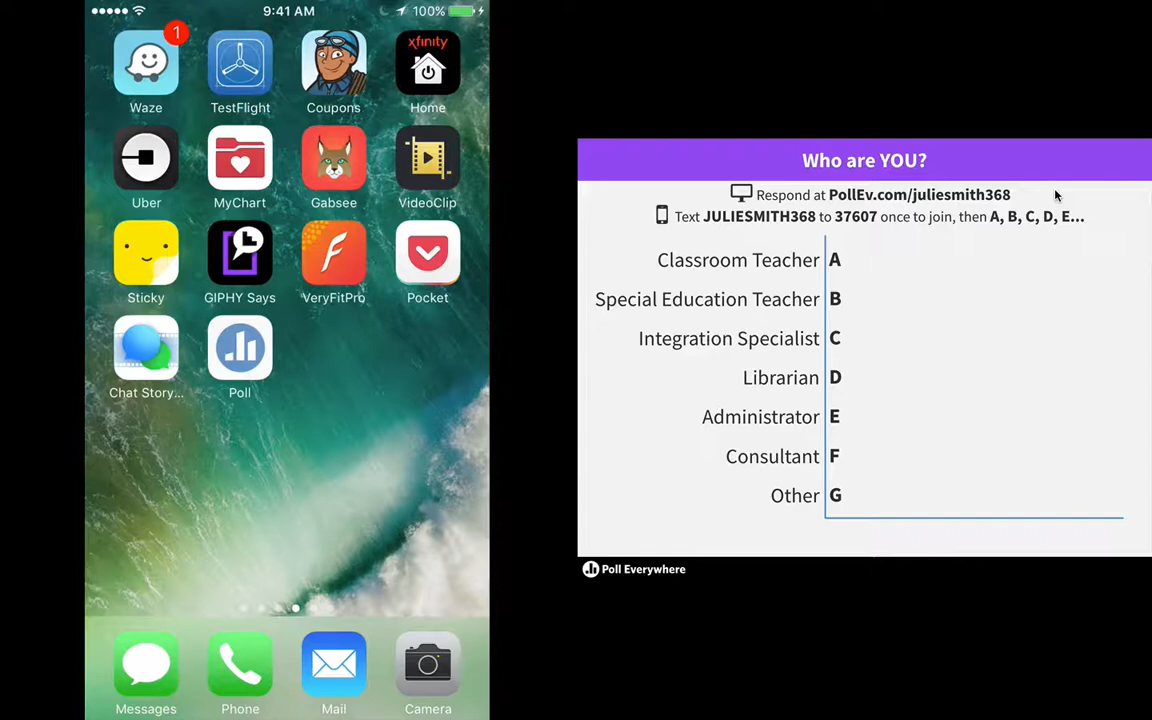 9:41 AM
100%
1
xfinity
Waze
TestFlight
Coupons
Home
Uber
MyChart
Gabsee
VideoClip
Sticky
GIPHY Says
VeryFitPro
Pocket
Chat Story...
Poll
Messages
Phone
Mail
Camera
Who are YOU?
Respond at PollEv.com/juliesmith368
Text JULIESMITH368 to 37607 once to join, then A, B, C, D, E...
Classroom Teacher A
Special Education Teacher B
Integration Specialist C
Librarian D
Administrator E
Consultant F
Other G
Poll Everywhere